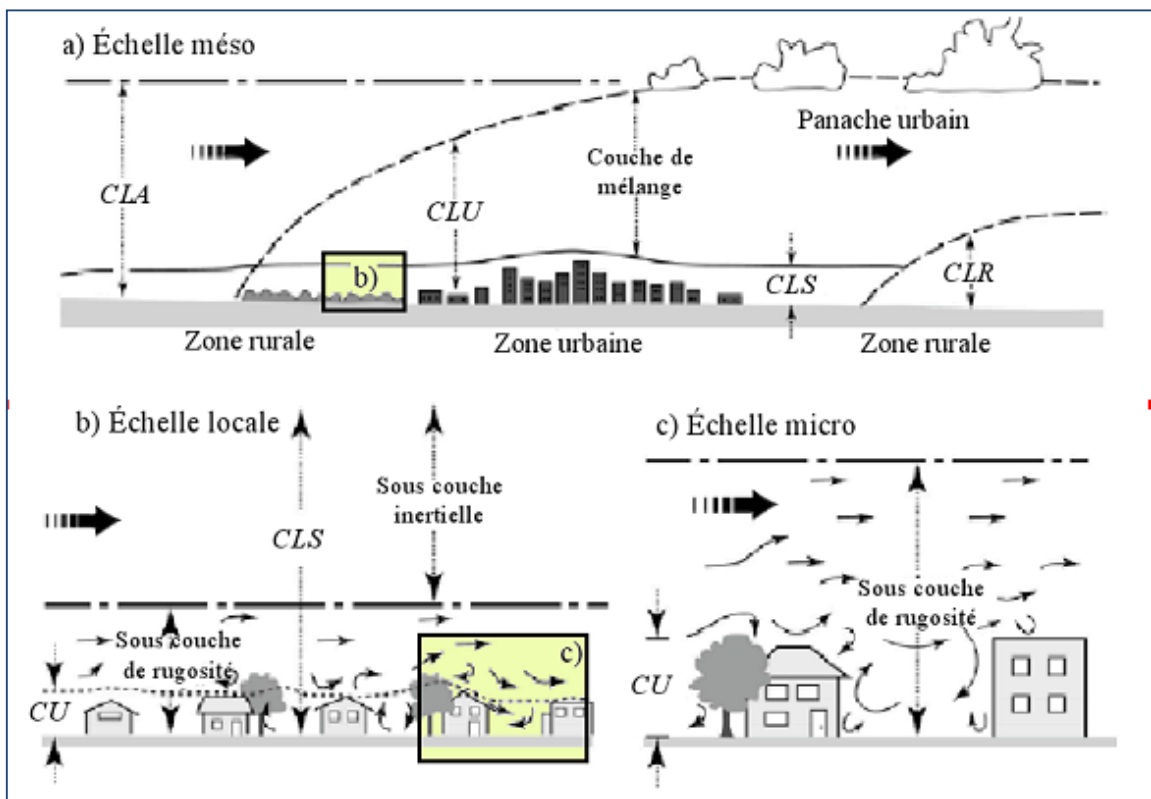 a) Échelle méso
Panache urbain
Couche de
mélange
CLA
CLU
b)
CLS
CLR
Zone rurale
Zone urbaine
Zone rurale
b) Échelle locale
Sous couche
inertielle
CLS
Sous couche
de rugosité
c)
CU
c) Échelle micro
Sous couche
de rugosité
CU